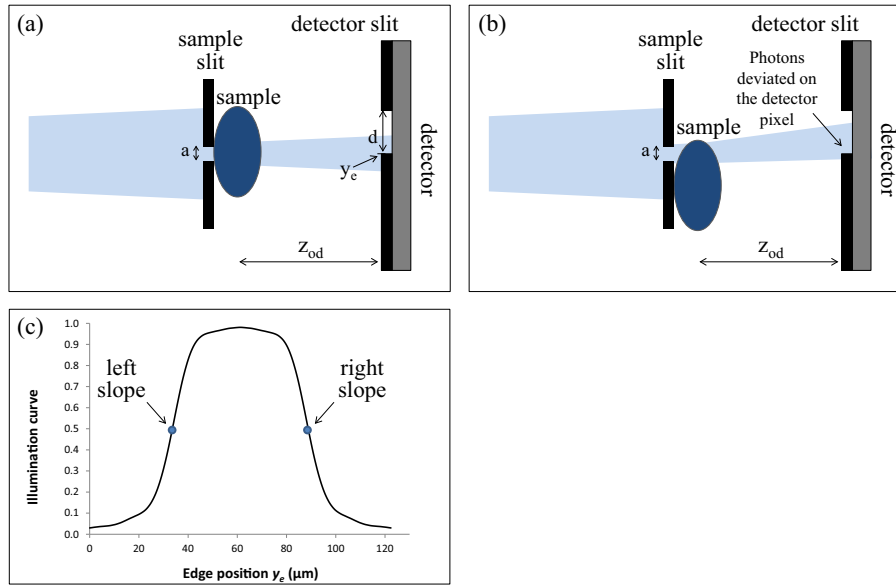 (a)
detector slit
sample
slit
sample
a
d
yₑ
z_od
detector
(b)
detector slit
sample
slit
Photons
deviated on
the detector
pixel
sample
a
z_od
detector
(c)
1.0
0.9
0.8
0.7
0.6
0.5
0.4
0.3
0.2
0.1
0.0
left
slope
right
slope
Illumination curve
0 20 40 60 80 100 120
Edge position yₑ (μm)